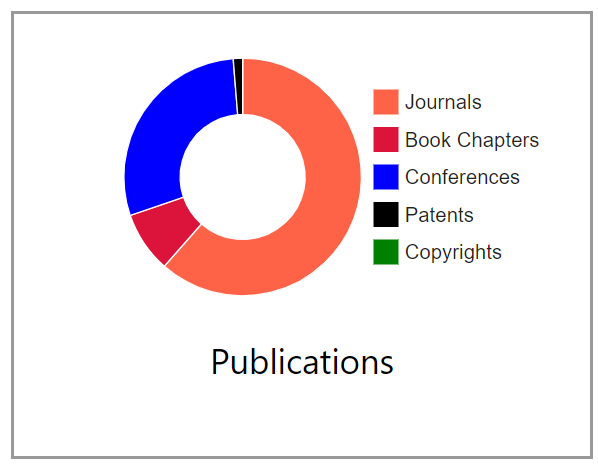 Journals
Book Chapters
Conferences
Patents
Copyrights
Publications